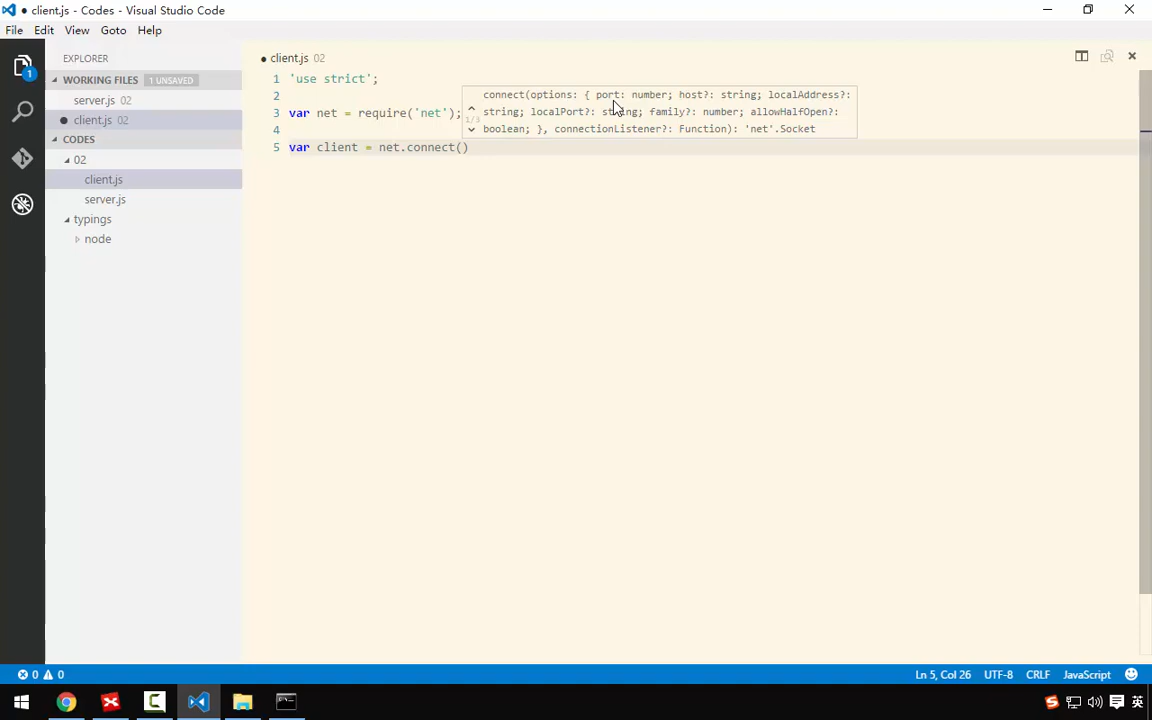 ● client.js - Codes - Visual Studio Code
File Edit View Goto Help
EXPLORER
WORKING FILES 1 UNSAVED
server.js 02
client.js 02
CODES
02
client.js
server.js
typings
node
client.js 02
1 'use strict';
2
3 var net = require('net');
4
5 var client = net.connect()
connect(options: { port: number; host?: string; localAddress?:
string; localPort?: string; family?: number; allowHalfOpen?:
boolean; }, connectionListener?: Function): 'net'.Socket
1/3
1
0 0
Ln 5, Col 26 UTF-8 CRLF JavaScript
英